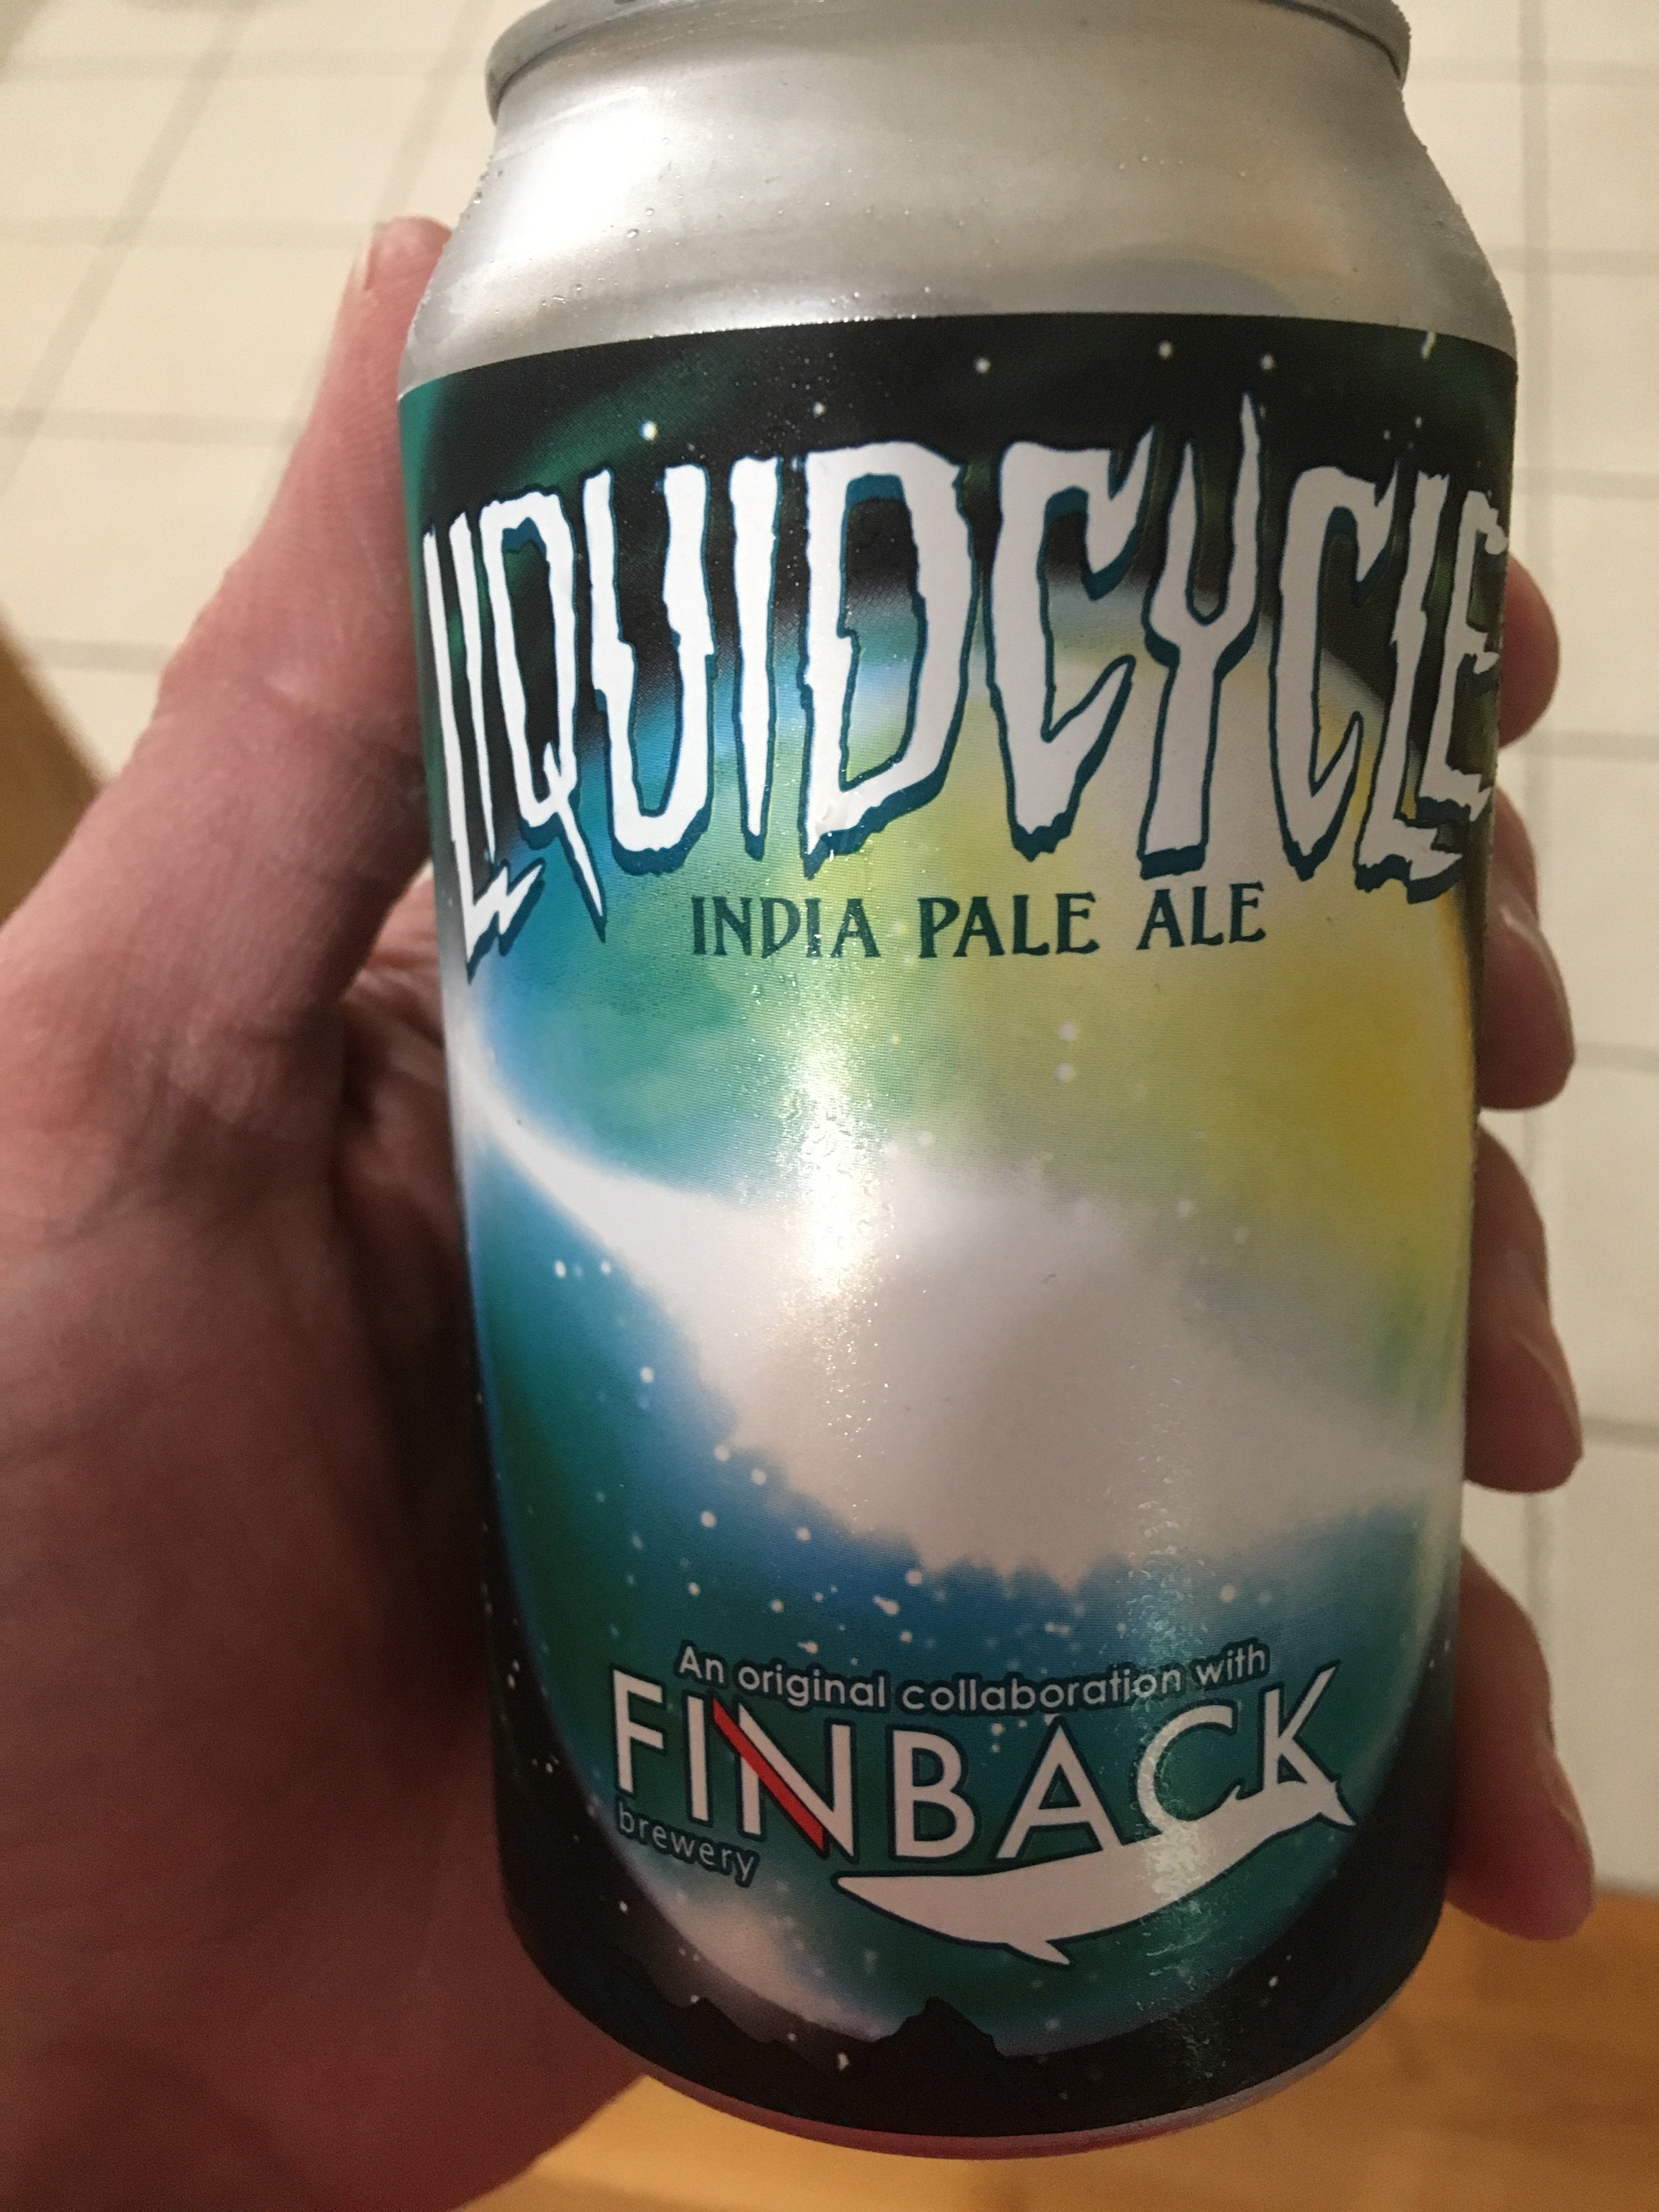 LIQUIDCYCLE
INDIA PALE ALE
An original collaboration with
FINBACK
brewery